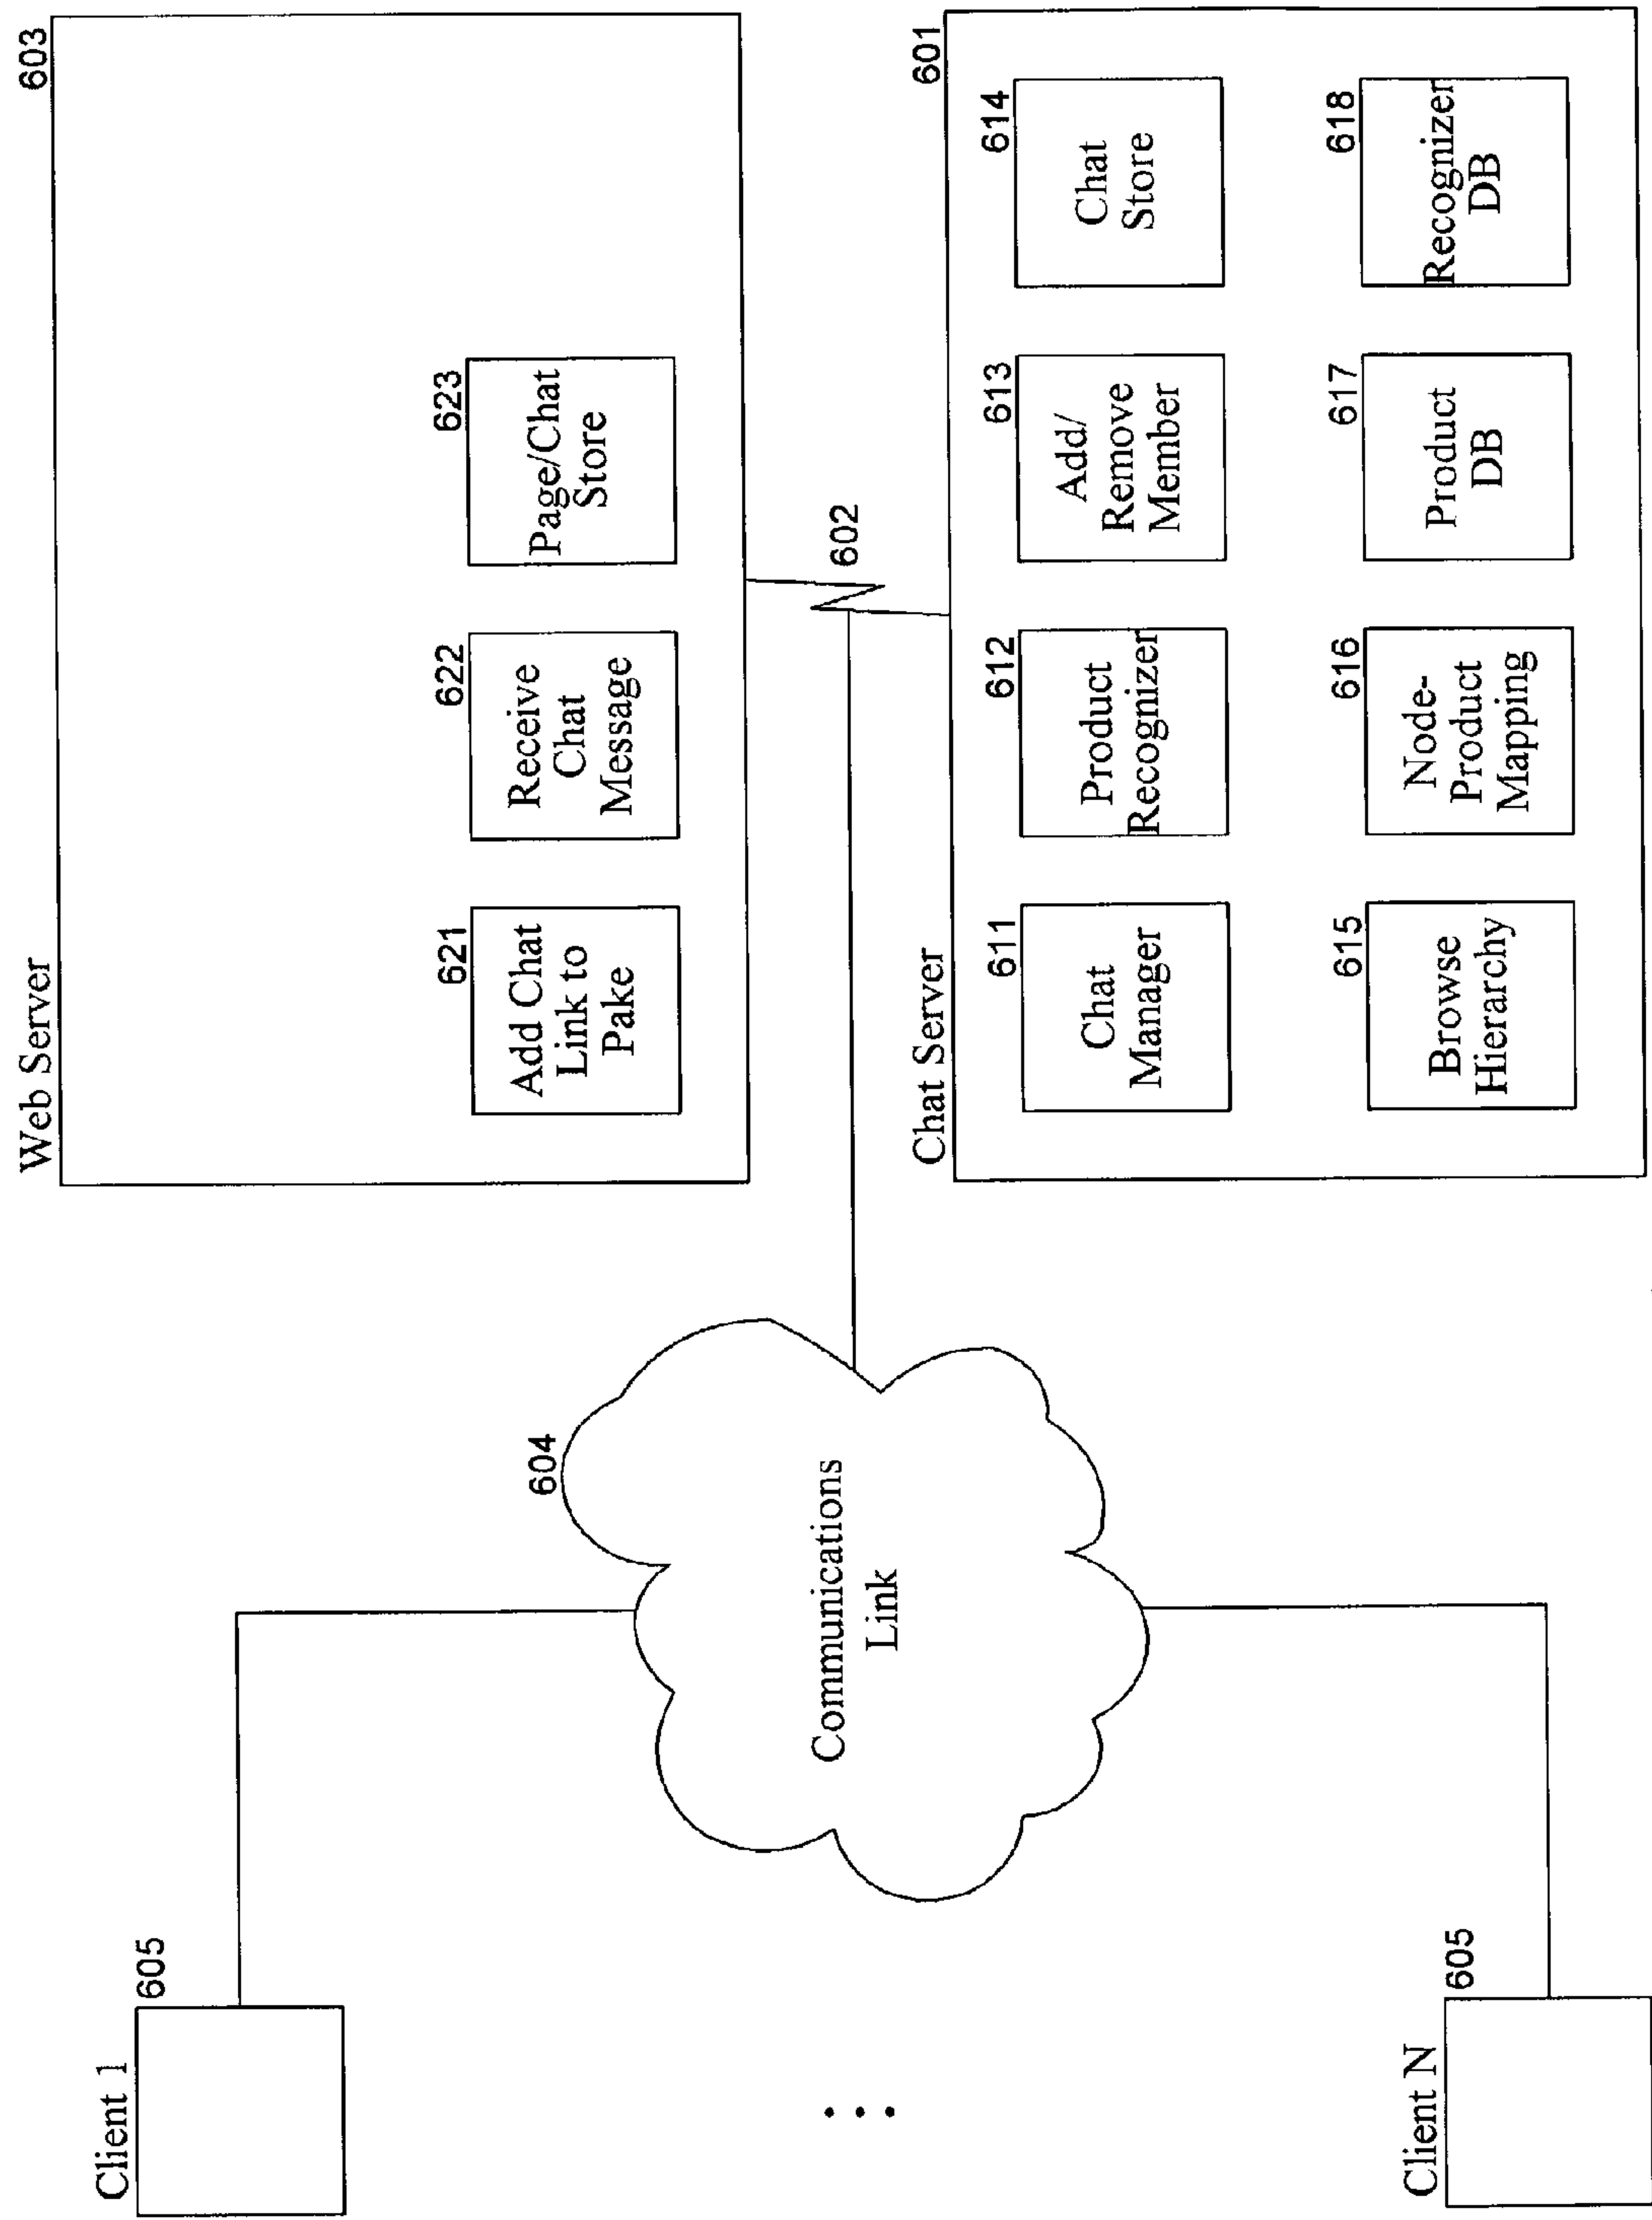 Web Server
603
621
Add Chat
Link to
Pake
622
Receive
Chat
Message
623
Page/Chat
Store
Client 1
605
604
Communications
Link
602
Client N
605
Chat Server
601
611
Chat
Manager
612
Product
Recognizer
613
Add/
Remove
Member
614
Chat
Store
615
Browse
Hierarchy
616
Node-
Product
Mapping
617
Product
DB
618
Recognizer
DB